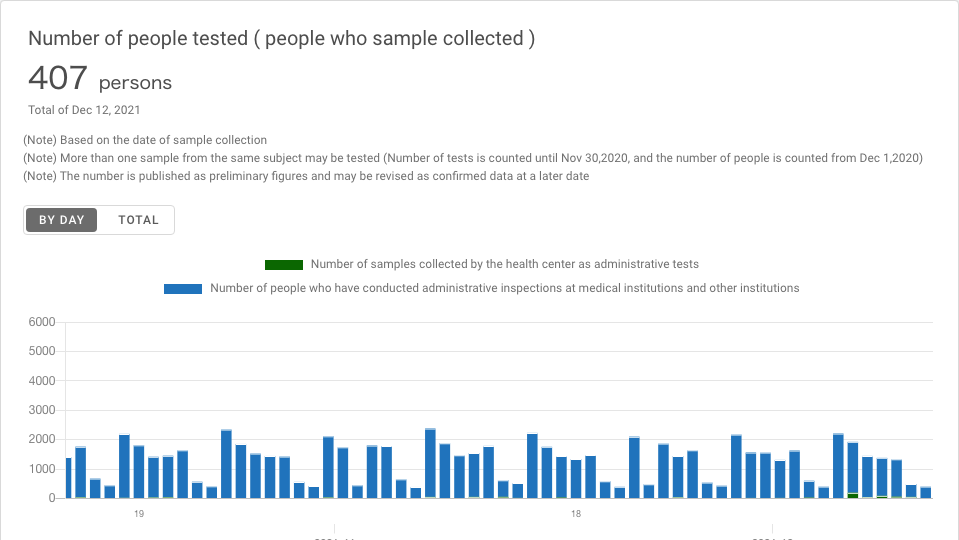 Number of people tested ( people who sample collected )
407 persons
Total of Dec 12, 2021
(Note) Based on the date of sample collection
(Note) More than one sample from the same subject may be tested (Number of tests is counted until Nov 30,2020, and the number of people is counted from Dec 1,2020)
(Note) The number is published as preliminary figures and may be revised as confirmed data at a later date
BY DAY TOTAL
Number of samples collected by the health center as administrative tests
Number of people who have conducted administrative inspections at medical institutions and other institutions
6000
5000
4000
3000
2000
1000
0
19 18